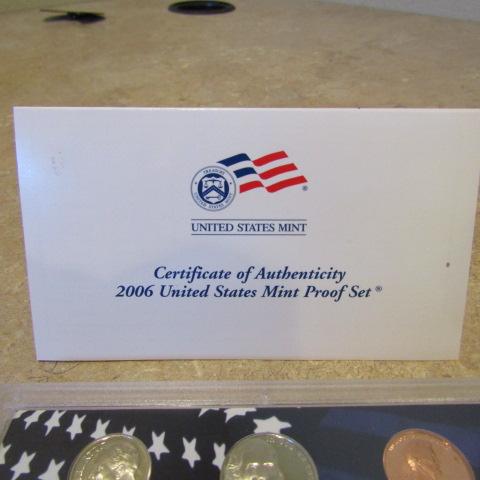 UNITED STATES MINT
Certificate of Authenticity
2006 United States Mint Proof Set ®